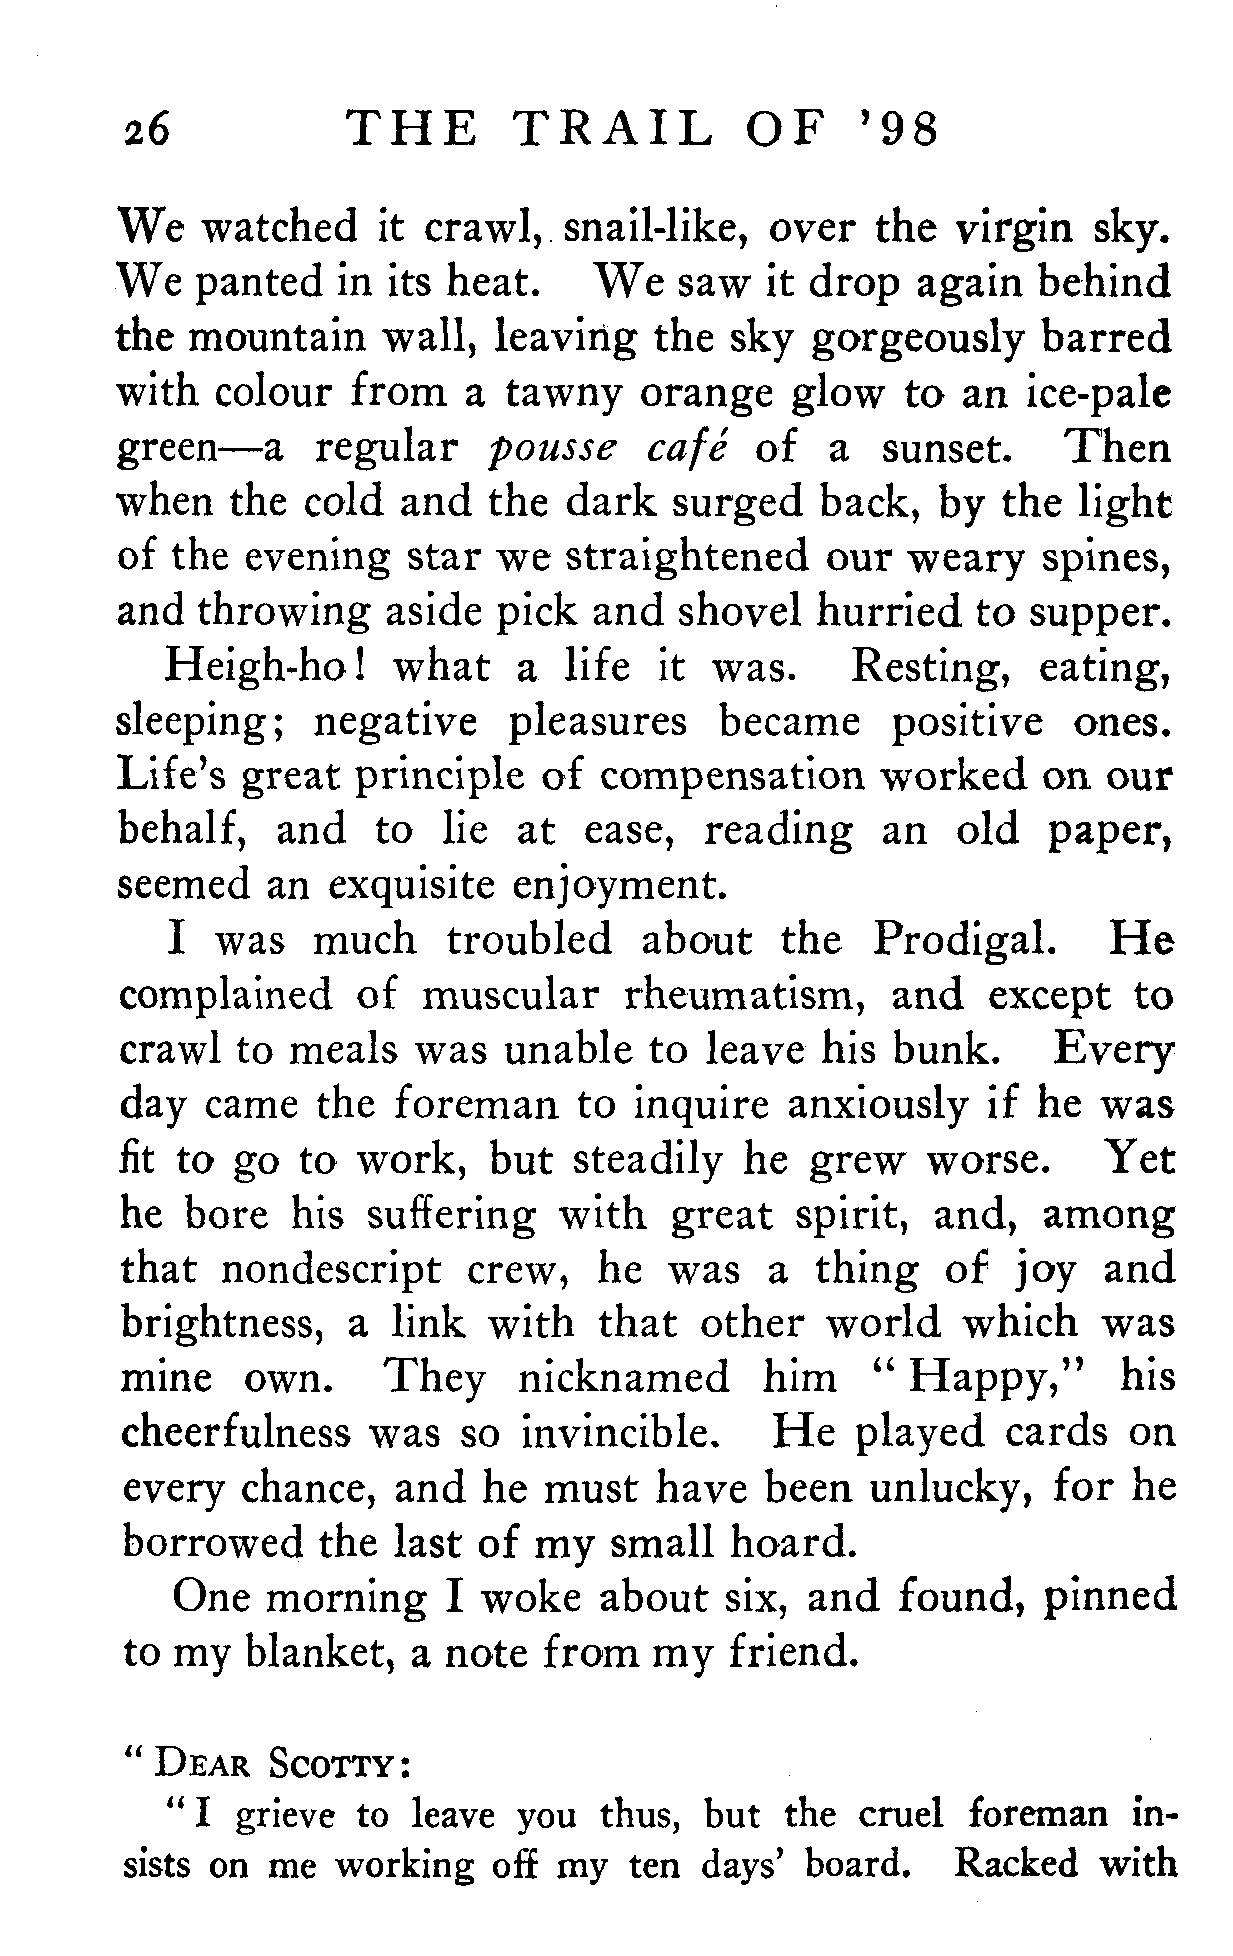 26 THE TRAIL OF '98
We watched it crawl, snail-like, over the virgin sky.
We panted in its heat. We saw it drop again behind
the mountain wall, leaving the sky gorgeously barred
with colour from a tawny orange glow to an ice-pale
green—a regular pousse café of a sunset. Then
when the cold and the dark surged back, by the light
of the evening star we straightened our weary spines,
and throwing aside pick and shovel hurried to supper.
Heigh-ho! what a life it was. Resting, eating,
sleeping; negative pleasures became positive ones.
Life's great principle of compensation worked on our
behalf, and to lie at ease, reading an old paper,
seemed an exquisite enjoyment.
I was much troubled about the Prodigal. He
complained of muscular rheumatism, and except to
crawl to meals was unable to leave his bunk. Every
day came the foreman to inquire anxiously if he was
fit to go to work, but steadily he grew worse. Yet
he bore his suffering with great spirit, and, among
that nondescript crew, he was a thing of joy and
brightness, a link with that other world which was
mine own. They nicknamed him "Happy," his
cheerfulness was so invincible. He played cards on
every chance, and he must have been unlucky, for he
borrowed the last of my small hoard.
One morning I woke about six, and found, pinned
to my blanket, a note from my friend.
"DEAR SCOTTY:
"I grieve to leave you thus, but the cruel foreman in-
sists on me working off my ten days' board. Racked with